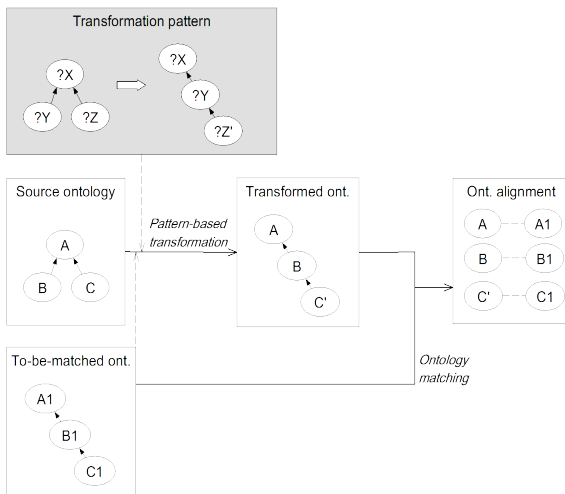 Transformation pattern
?X
?Y ?Z
?X
?Y
?Z'
Source ontology
A
B C
Pattern-based
transformation
Transformed ont.
A
B
C'
Ont. alignment
A A1
B B1
C' C1
To-be-matched ont.
A1
B1
C1
Ontology
matching